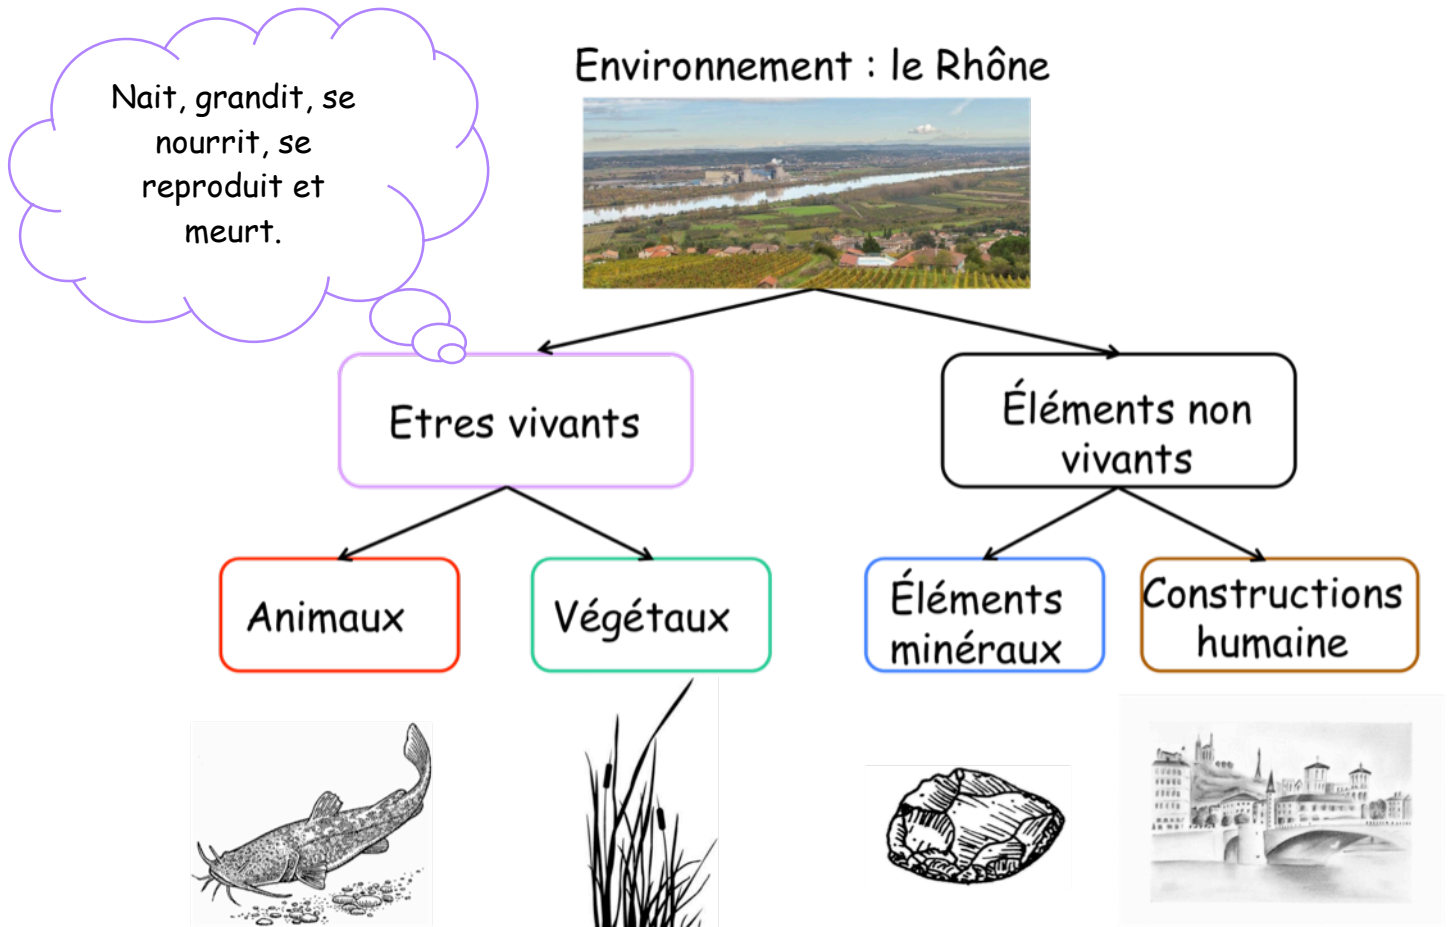 Environnement : le Rhône
Nait, grandit, se
nourrit, se
reproduit et
meurt.
Etres vivants
Éléments non
vivants
Animaux
Végétaux
Éléments
minéraux
Constructions
humaine